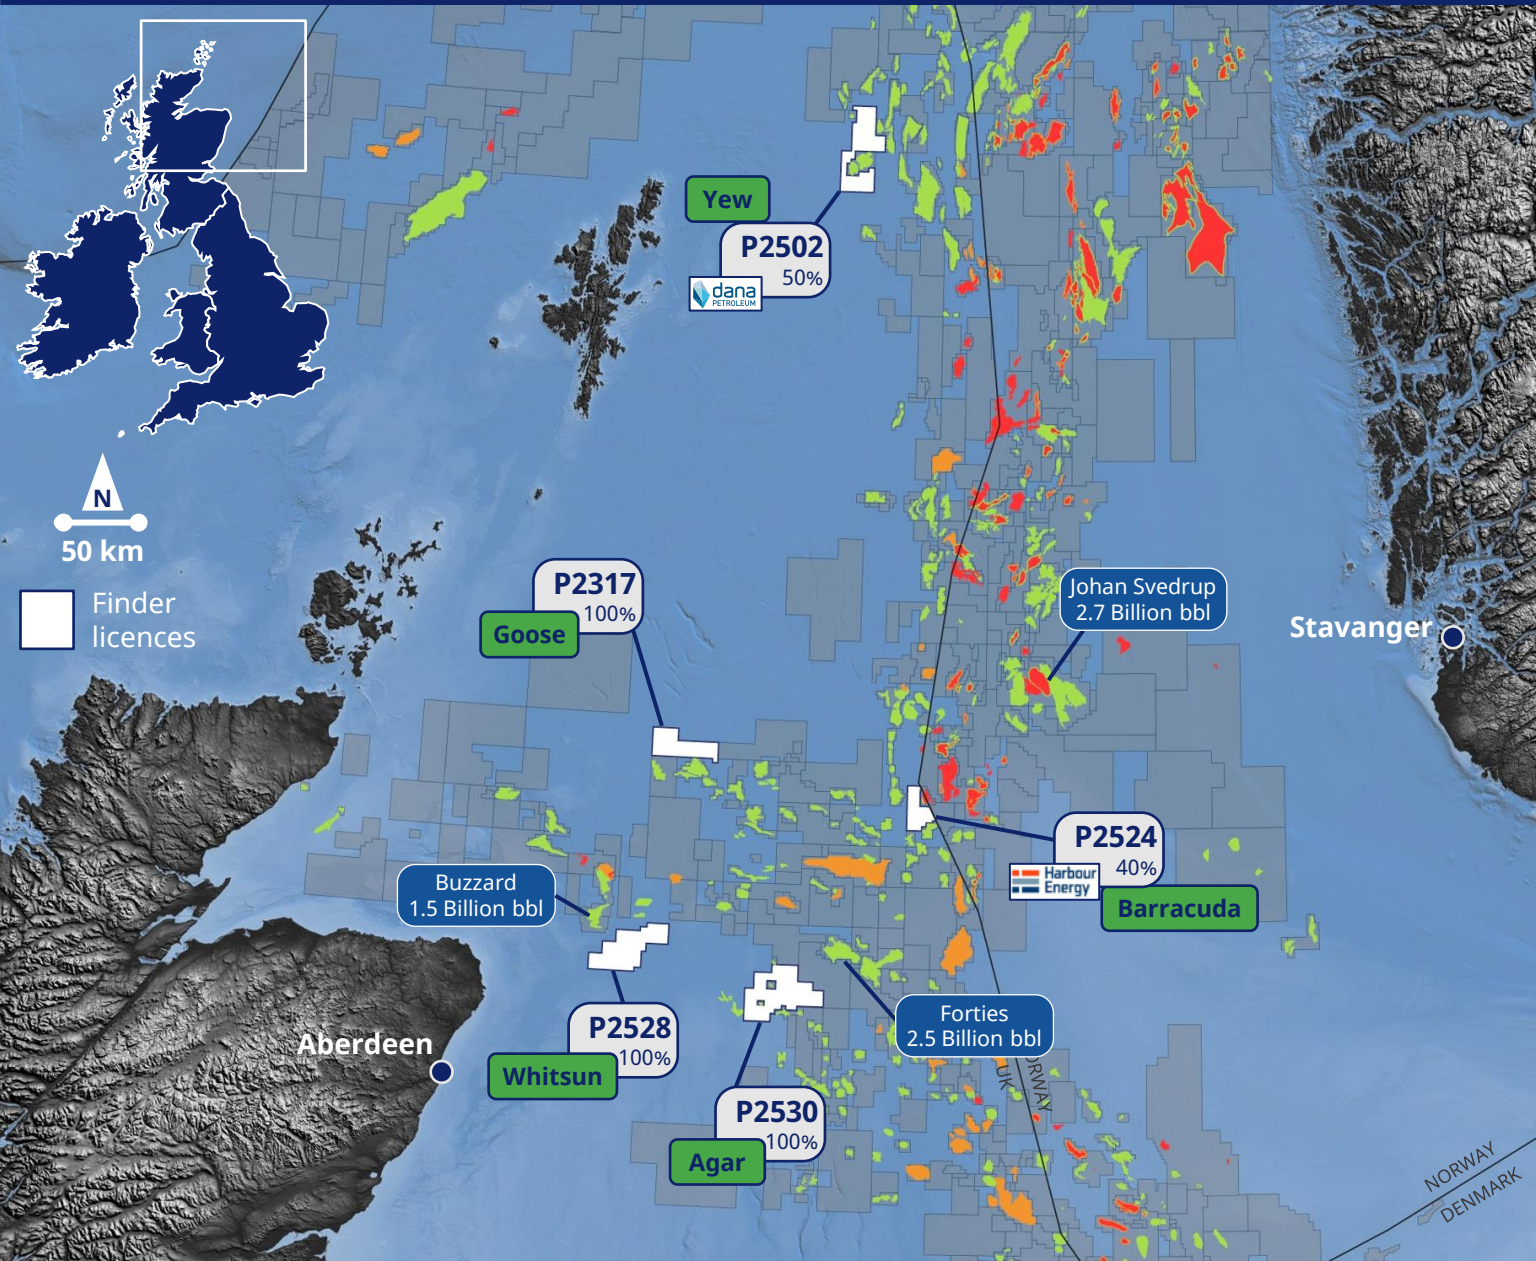 Yew
P2502
50%
dana
PETROLEUM
N
50 km
Finder
licences
P2317
100%
Goose
Johan Svedrup
2.7 Billion bbl
Stavanger
P2524
40%
Harbour
Energy
Barracuda
Buzzard
1.5 Billion bbl
Forties
2.5 Billion bbl
Aberdeen
P2528
100%
Whitsun
P2530
100%
Agar
UK
NORWAY
NORWAY
DENMARK